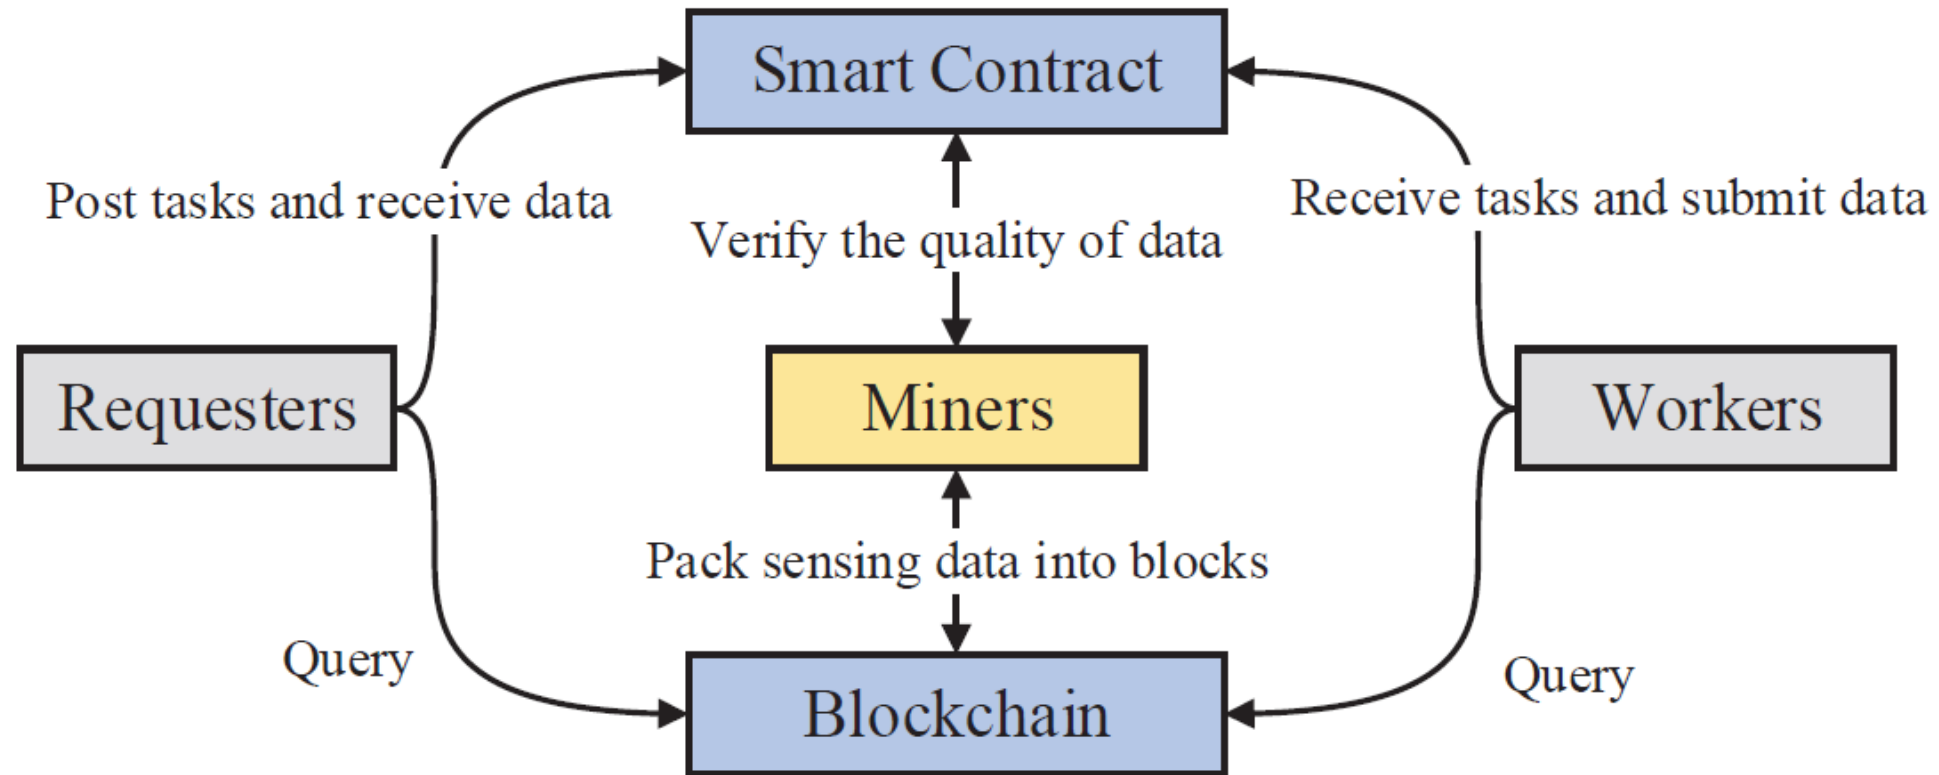 Smart Contract
Post tasks and receive data
Receive tasks and submit data
Verify the quality of data
Requesters
Miners
Workers
Pack sensing data into blocks
Query
Query
Blockchain